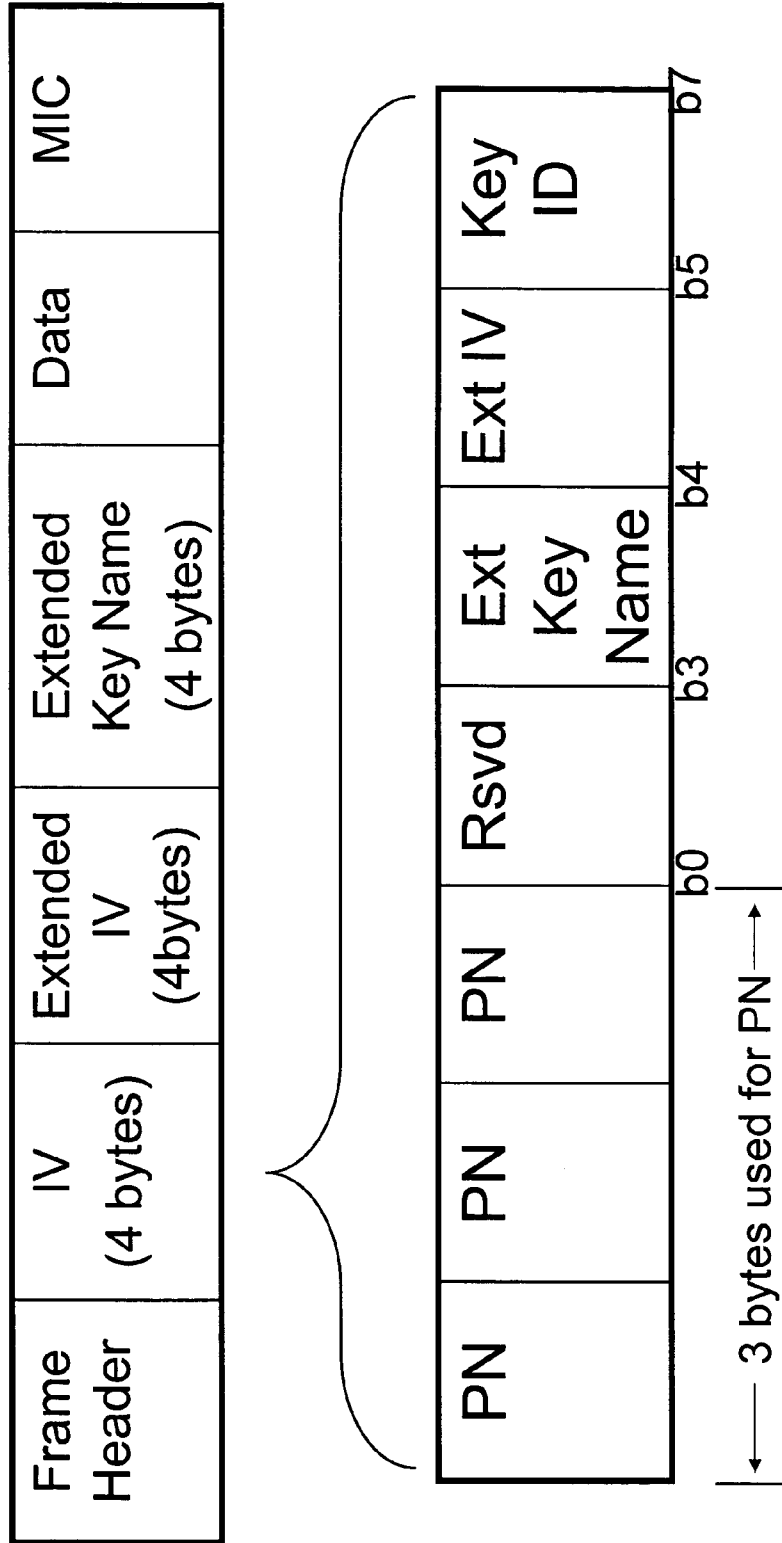 Frame
Header
IV
(4 bytes)
Extended
IV
(4bytes)
Extended
Key Name
(4 bytes)
Data
MIC
PN
PN
PN
Rsvd
Ext
Key
Name
Ext IV
Key
ID
b0
b3
b4
b5
b7
3 bytes used for PN